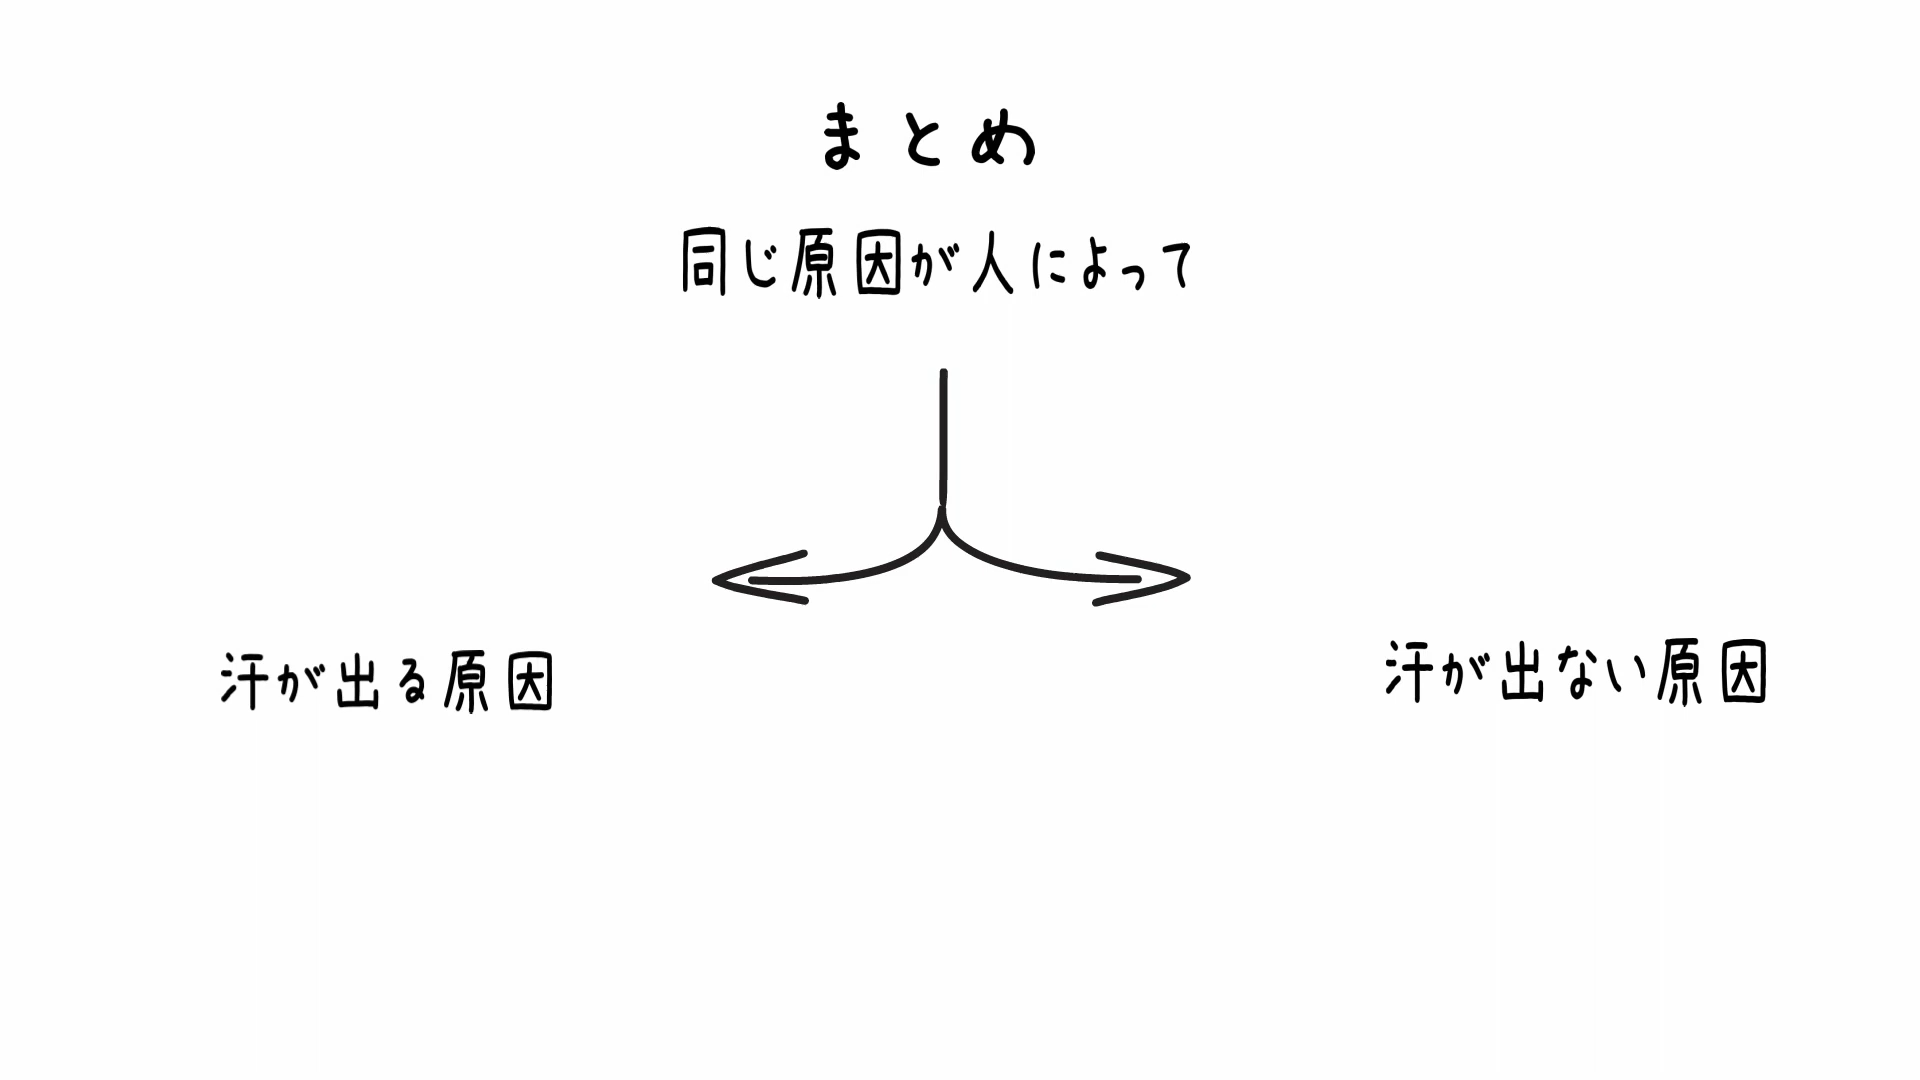 まとめ
同じ原因が人によって
汗が出る原因
汗が出ない原因